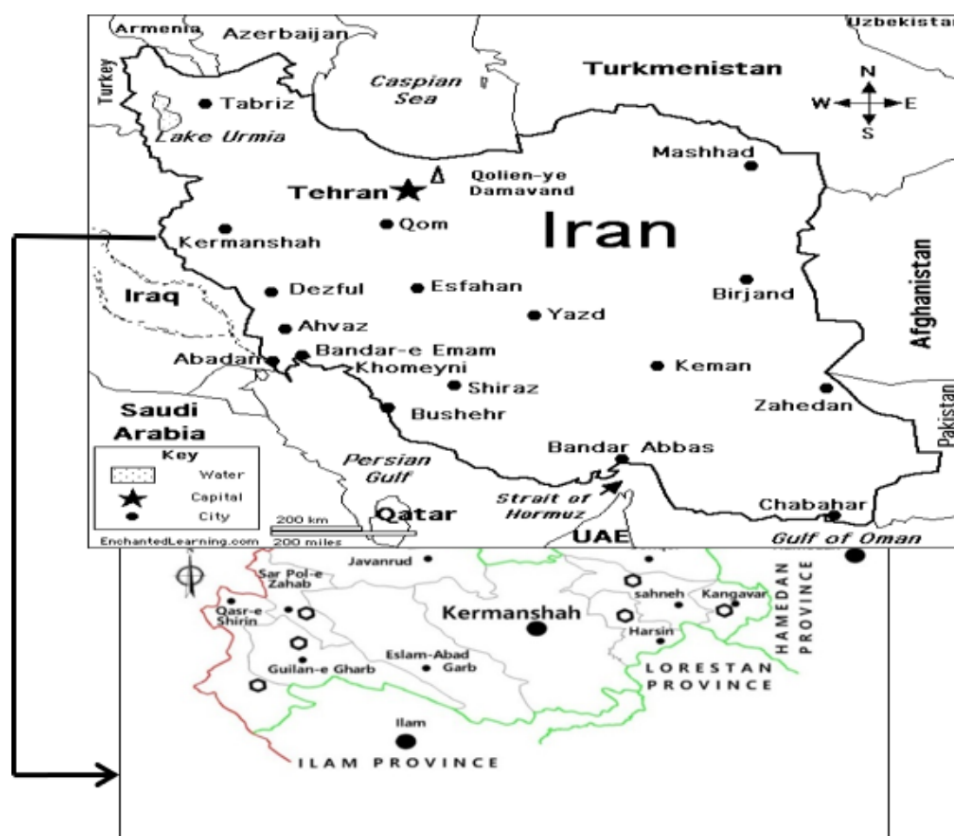 Armenia
Azerbaijan
Uzbekistan
Turkey
Caspian
Sea
Turkmenistan
N
W E
S
Tabriz
Lake Urmia
Mashhad
Qolien-ye
Damavand
Tehran
Qom
Iran
Kermanshah
Afghanistan
Iraq
Dezful
Esfahan
Birjand
Yazd
Ahvaz
Abadan
Bandar-e Emam
Khomeyni
Keman
Shiraz
Zahedan
Pakistan
Bushehr
Saudi
Arabia
Bandar Abbas
Key
Water
Capital
City
Persian
Gulf
Strait of
Hormuz
Chabahar
Qatar
200 km
200 miles
UAE
Gulf of Oman
EnchantedLearning.com
Javanrud
Sar Pol-e
Zahab
Qasr-e
Shirin
Kermanshah
sahneh
Kangavar
HAMEDAN
PROVINCE
Harsin
Guilan-e Gharb
Eslam-Abad
Garb
LORESTAN
PROVINCE
Ilam
ILAM PROVINCE